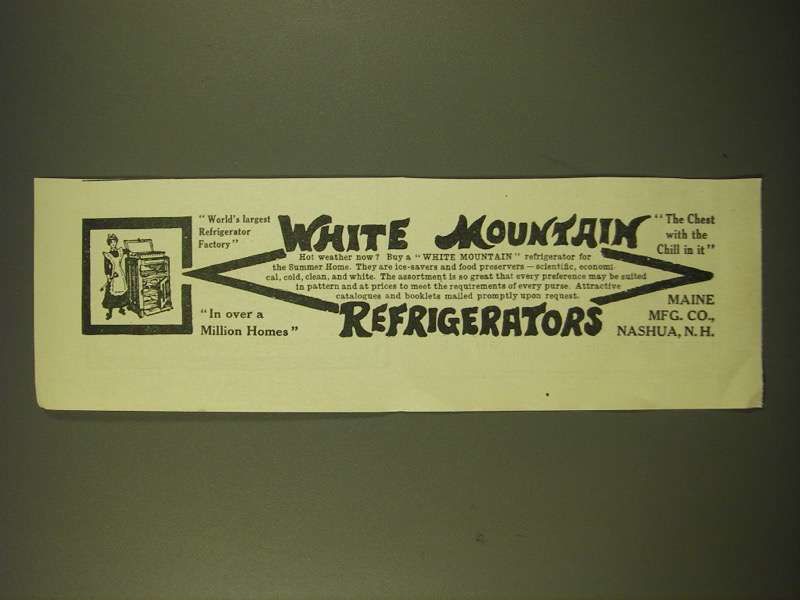 "World's largest
Refrigerator
Factory"
"In over a
Million Homes"
WHITE MOUNTAIN
Hot weather now? Buy a "WHITE MOUNTAIN" refrigerator for
the Summer Home. They are ice-savers and food preservers — scientific, economi
cal, cold, clean, and white. The assortment is so great that every preference may be suited
in pattern and at prices to meet the requirements of every purse. Attractive
catalogues and booklets mailed promptly upon request.
REFRIGERATORS
"The Chest
with the
Chill in it"
MAINE
MFG. CO.,
NASHUA, N. H.